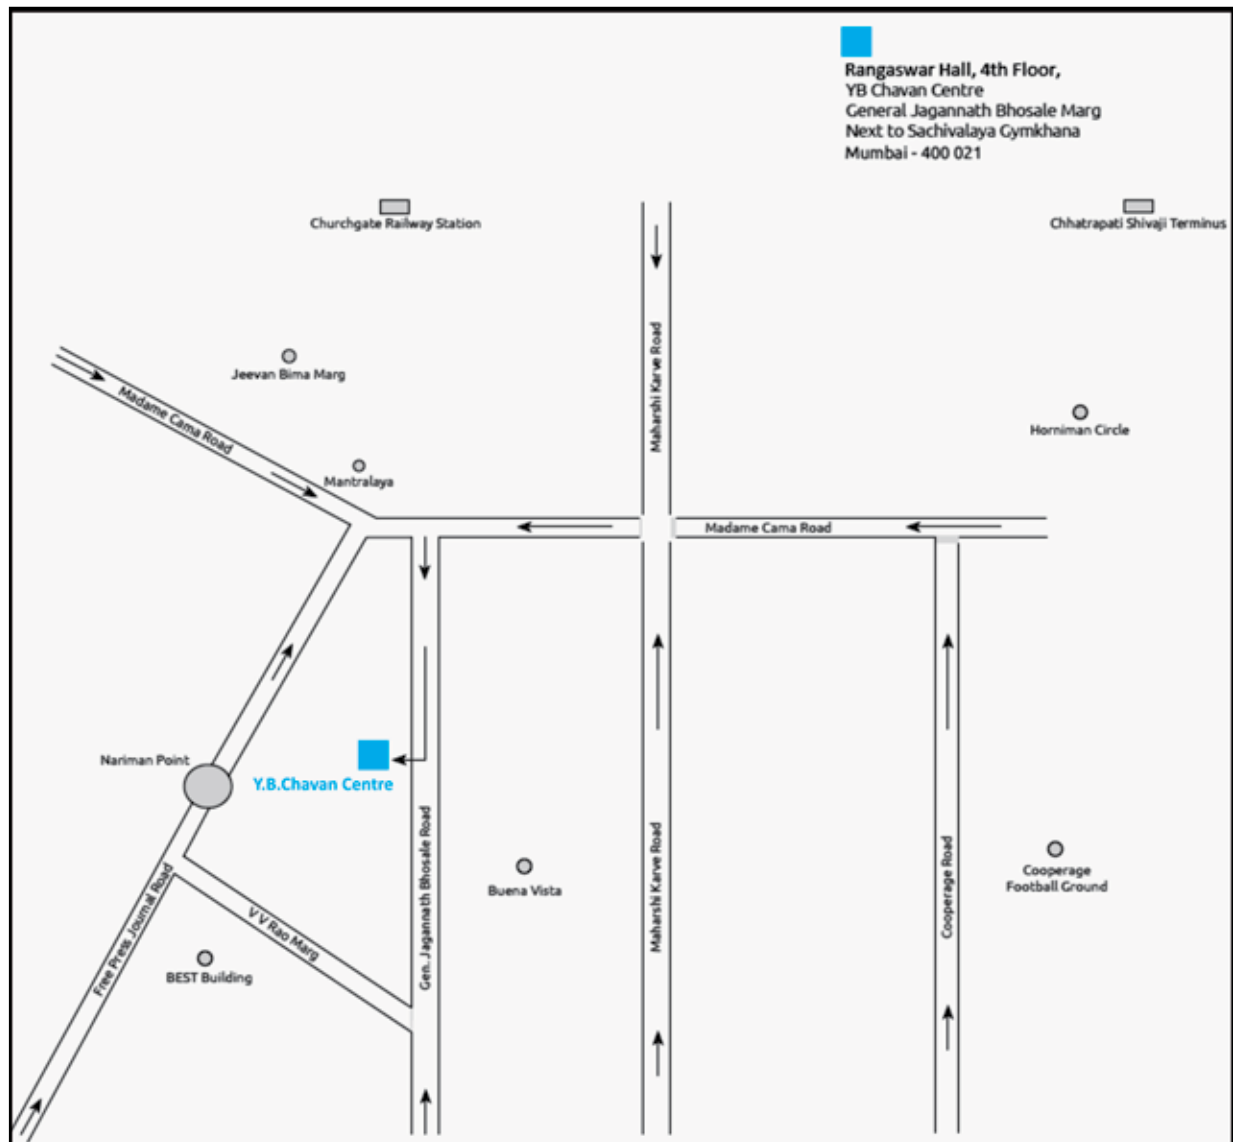 Rangaswar Hall, 4th Floor,
YB Chavan Centre
General Jagannath Bhosale Marg
Next to Sachivalaya Gymkhana
Mumbai - 400 021
Churchgate Railway Station
Chhatrapati Shivaji Terminus
Maharshi Karve Road
Jeevan Bima Marg
Madame Cama Road
Horniman Circle
Mantralaya
Madame Cama Road
Nariman Point
Y.B.Chavan Centre
Gen. Jagannath Bhosale Road
Maharshi Karve Road
Cooperage Road
Cooperage
Football Ground
Buena Vista
Free Press Journal Road
V V Rao Marg
BEST Building